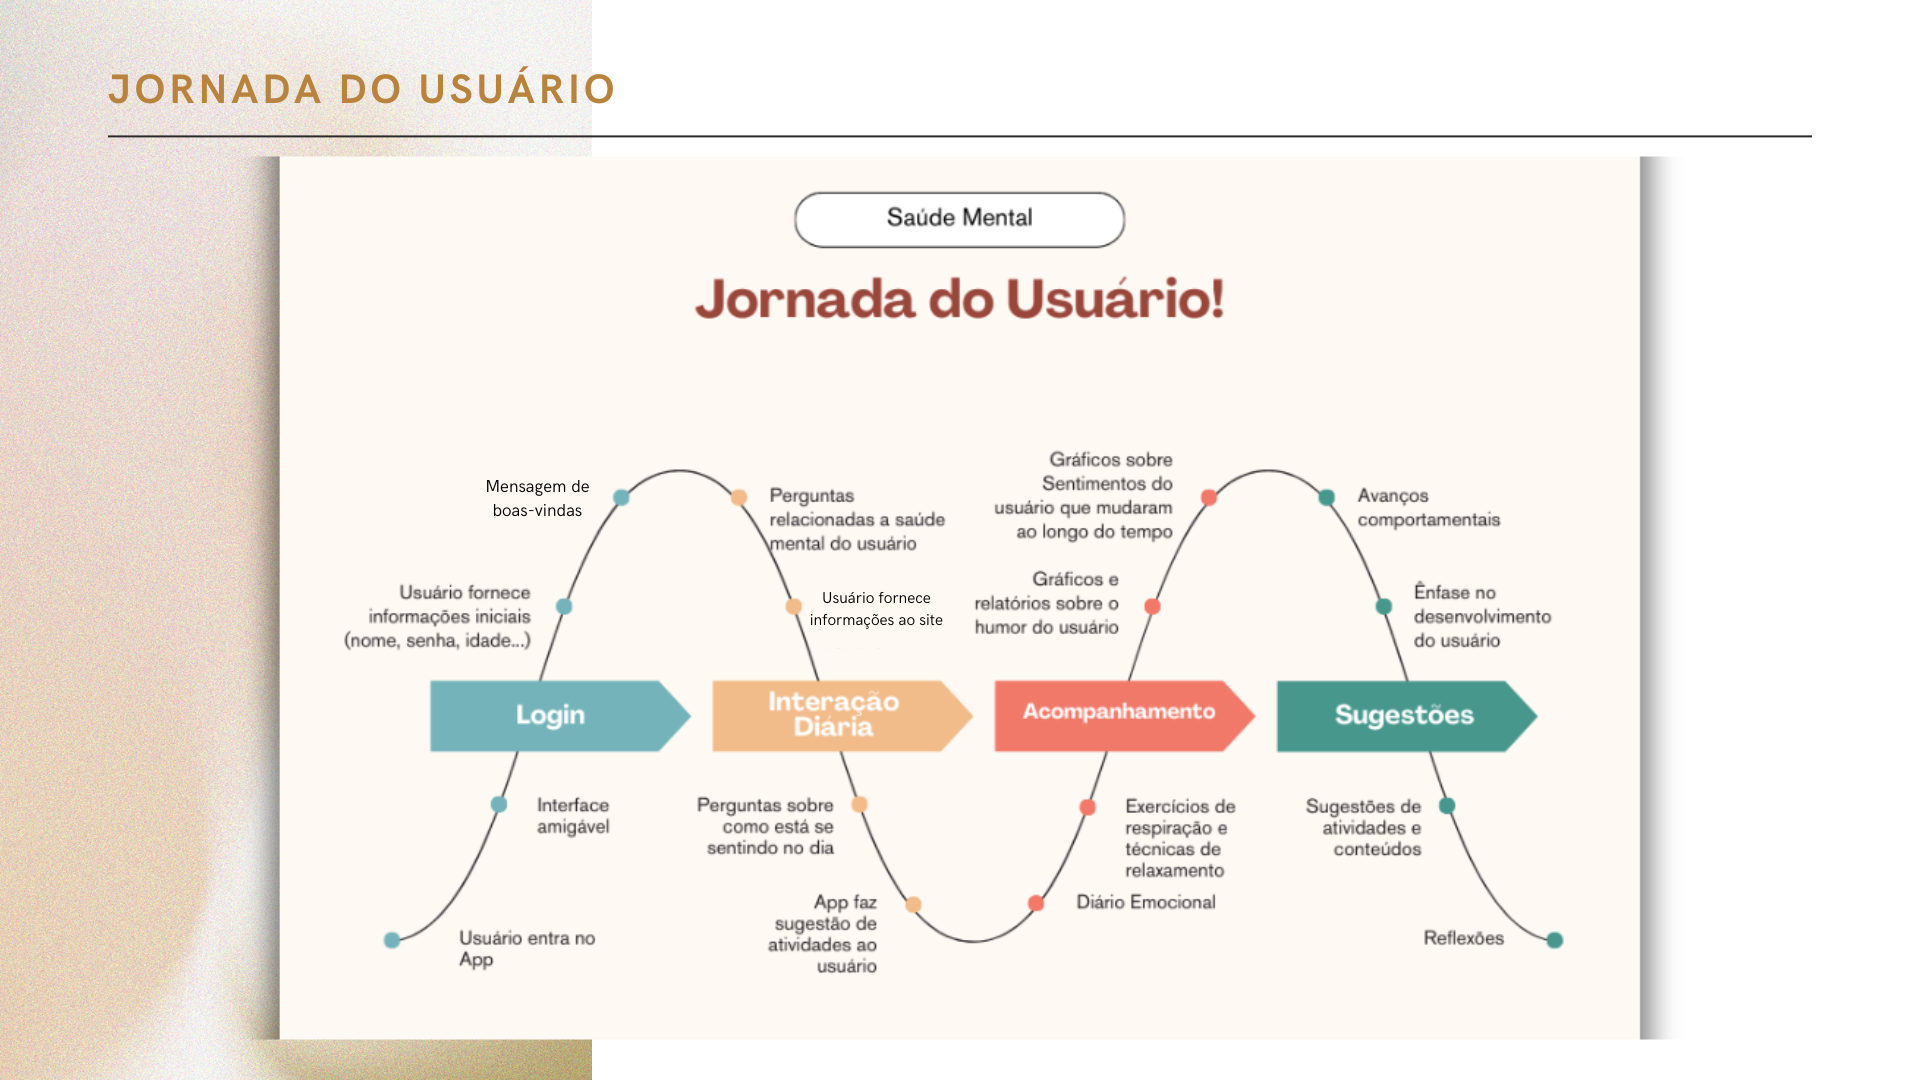 JORNADA DO USUÁRIO
Saúde Mental
Jornada do Usuário!
Mensagem de
boas-vindas
Usuário fornece
informações iniciais
(nome, senha, idade...)
Login
Interface
amigável
Usuário entra no
App
Perguntas
relacionadas a saúde
mental do usuário
Usuário fornece
informações ao site
Interação
Diária
Perguntas sobre
como está se
sentindo no dia
App faz
sugestão de
atividades ao
usuário
Gráficos sobre
Sentimentos do
usuário que mudaram
ao longo do tempo
Gráficos e
relatórios sobre o
humor do usuário
Acompanhamento
Exercícios de
respiração e
técnicas de
relaxamento
Diário Emocional
Avanços
comportamentais
Ênfase no
desenvolvimento
do usuário
Sugestões
Sugestões de
atividades e
conteúdos
Reflexões